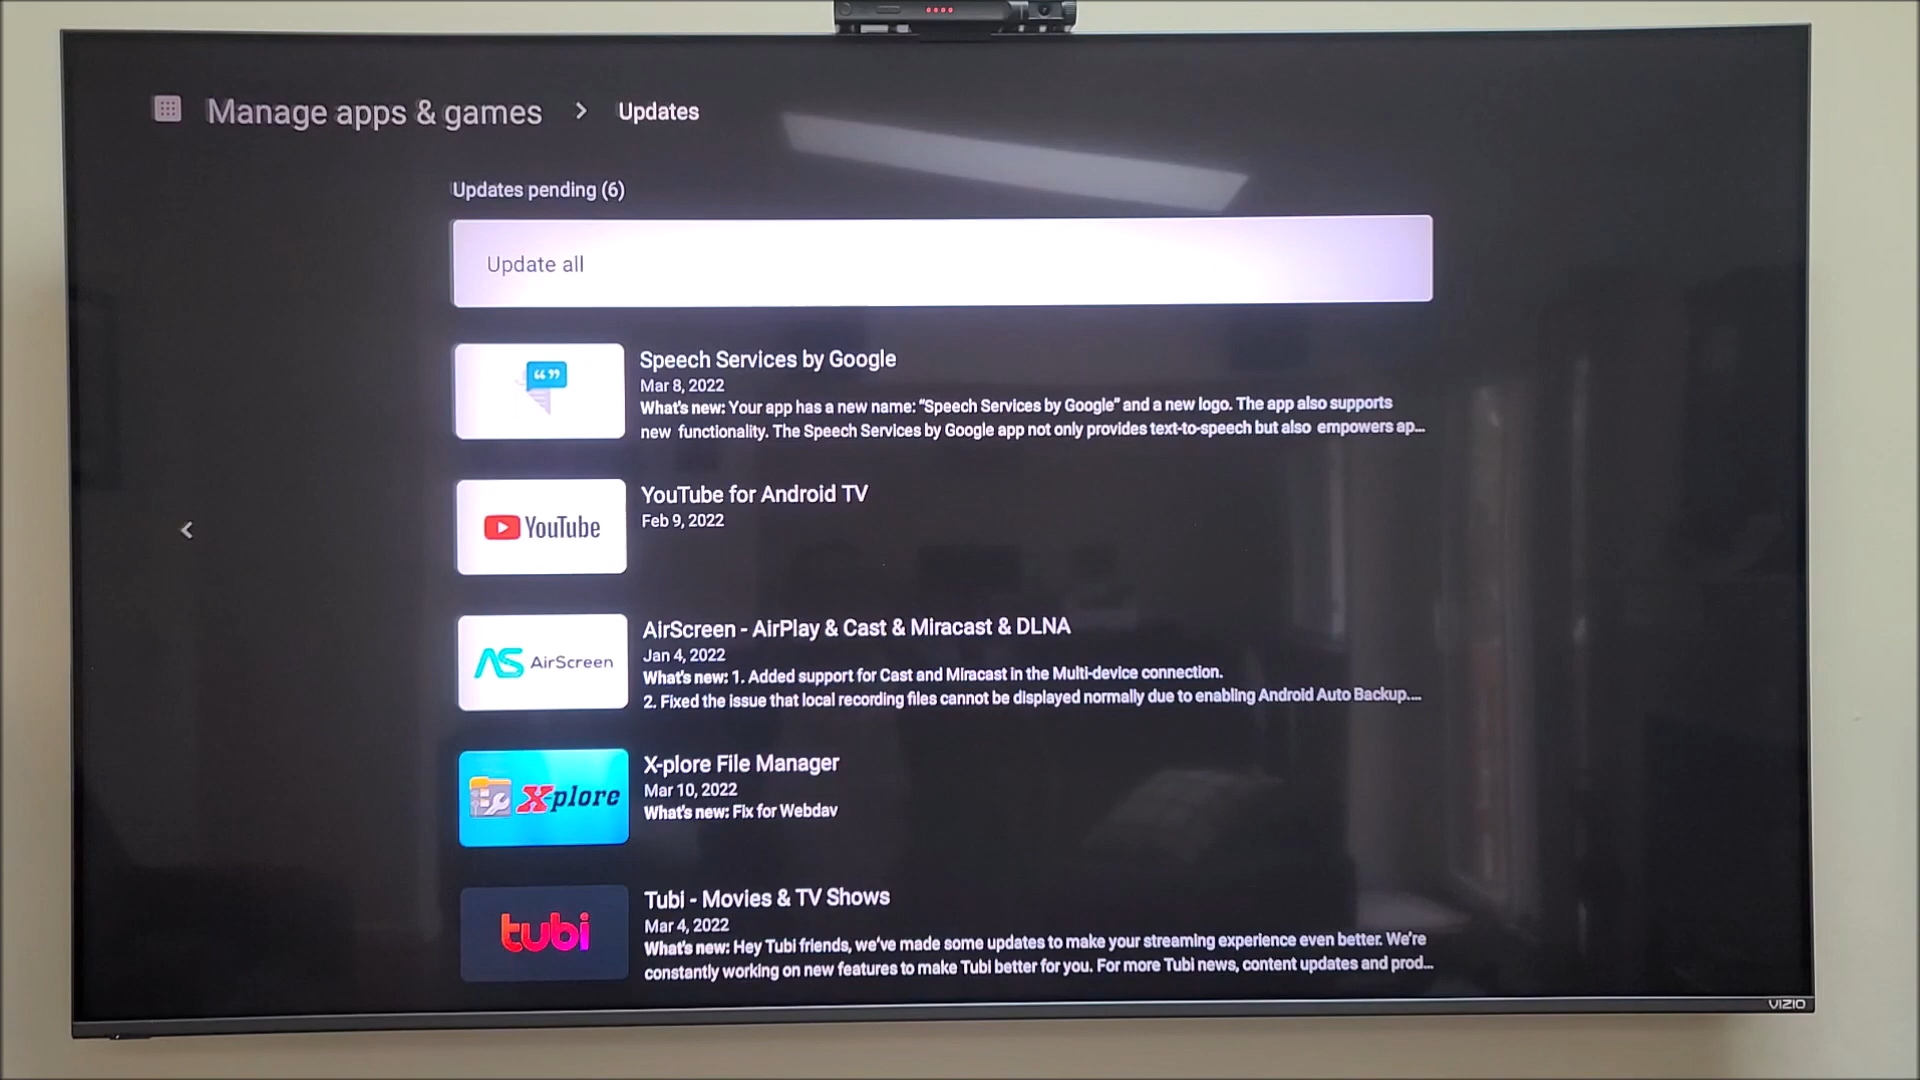 Manage apps & games > Updates
Updates pending (6)
Update all
Speech Services by Google
Mar 8, 2022
What's new: Your app has a new name: “Speech Services by Google” and a new logo. The app also supports
new functionality. The Speech Services by Google app not only provides text-to-speech but also empowers ap...
YouTube
YouTube for Android TV
Feb 9, 2022
AS AirScreen
AirScreen - AirPlay & Cast & Miracast & DLNA
Jan 4, 2022
What's new: 1. Added support for Cast and Miracast in the Multi-device connection.
2. Fixed the issue that local recording files cannot be displayed normally due to enabling Android Auto Backup....
X-plore
X-plore File Manager
Mar 10, 2022
What's new: Fix for Webdav
tubi
Tubi - Movies & TV Shows
Mar 4, 2022
What's new: Hey Tubi friends, we've made some updates to make your streaming experience even better. We're
constantly working on new features to make Tubi better for you. For more Tubi news, content updates and prod...
VIZIO